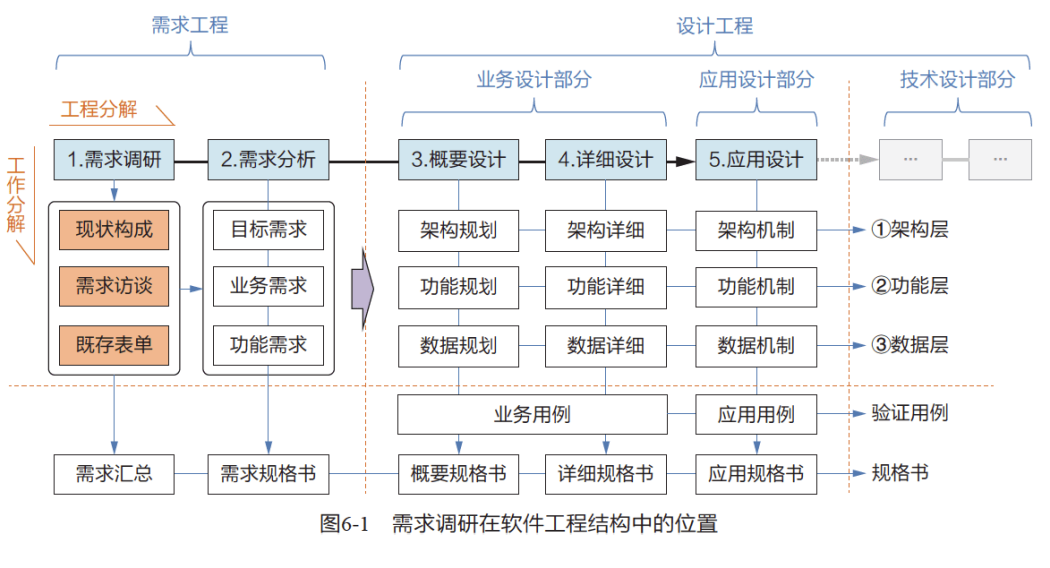 需求工程
设计工程
业务设计部分
应用设计部分
技术设计部分
工程分解
工作分解
1.需求调研
2.需求分析
3.概要设计
4.详细设计
5.应用设计
...
...
现状构成
目标需求
架构规划
架构详细
架构机制
①架构层
需求访谈
业务需求
功能规划
功能详细
功能机制
②功能层
既存表单
功能需求
数据规划
数据详细
数据机制
③数据层
业务用例
应用用例
验证用例
需求汇总
需求规格书
概要规格书
详细规格书
应用规格书
规格书
图6-1 需求调研在软件工程结构中的位置